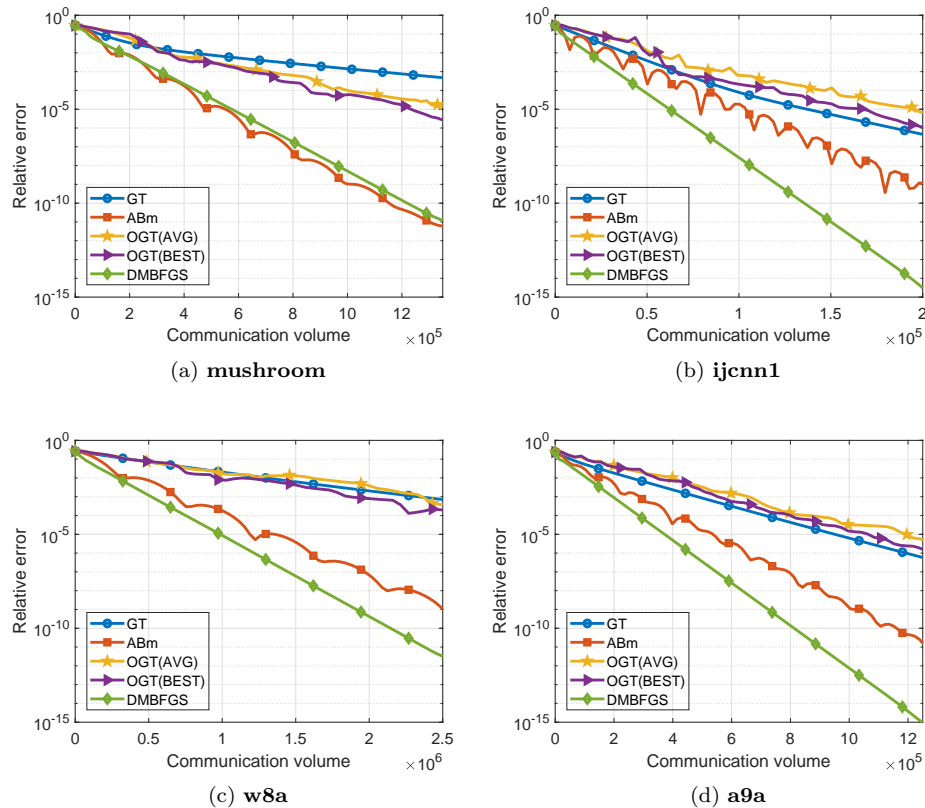 10^0
10^-5
10^-10
10^-15
Relative error
GT
ABm
OGT(AVG)
OGT(BEST)
DMBFGS
0 2 4 6 8 10 12
Communication volume
×10^5
(a) mushroom
10^0
10^-5
10^-10
10^-15
Relative error
GT
ABm
OGT(AVG)
OGT(BEST)
DMBFGS
0 0.5 1 1.5 2
Communication volume
×10^5
(b) ijcnn1
10^0
10^-5
10^-10
10^-15
Relative error
GT
ABm
OGT(AVG)
OGT(BEST)
DMBFGS
0 0.5 1 1.5 2 2.5
Communication volume
×10^6
(c) w8a
10^0
10^-5
10^-10
10^-15
Relative error
GT
ABm
OGT(AVG)
OGT(BEST)
DMBFGS
0 2 4 6 8 10 12
Communication volume
×10^5
(d) a9a